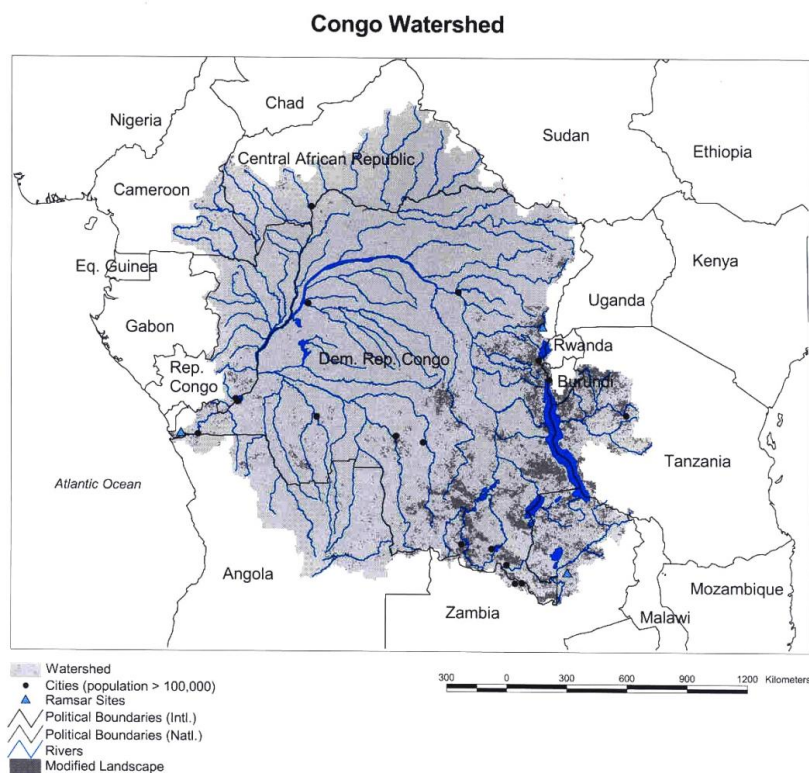 Congo Watershed
Chad
Nigeria
Sudan
Ethiopia
Central African Republic
Cameroon
Eq. Guinea
Kenya
Uganda
Gabon
Rwanda
Rep.
Congo
Dem. Rep. Congo
Burundi
Tanzania
Atlantic Ocean
Angola
Zambia
Malawi
Mozambique
Watershed
Cities (population > 100,000)
Ramsar Sites
Political Boundaries (Intl.)
Political Boundaries (Natl.)
Rivers
Modified Landscape
300 0 300 600 900 1200 Kilometers